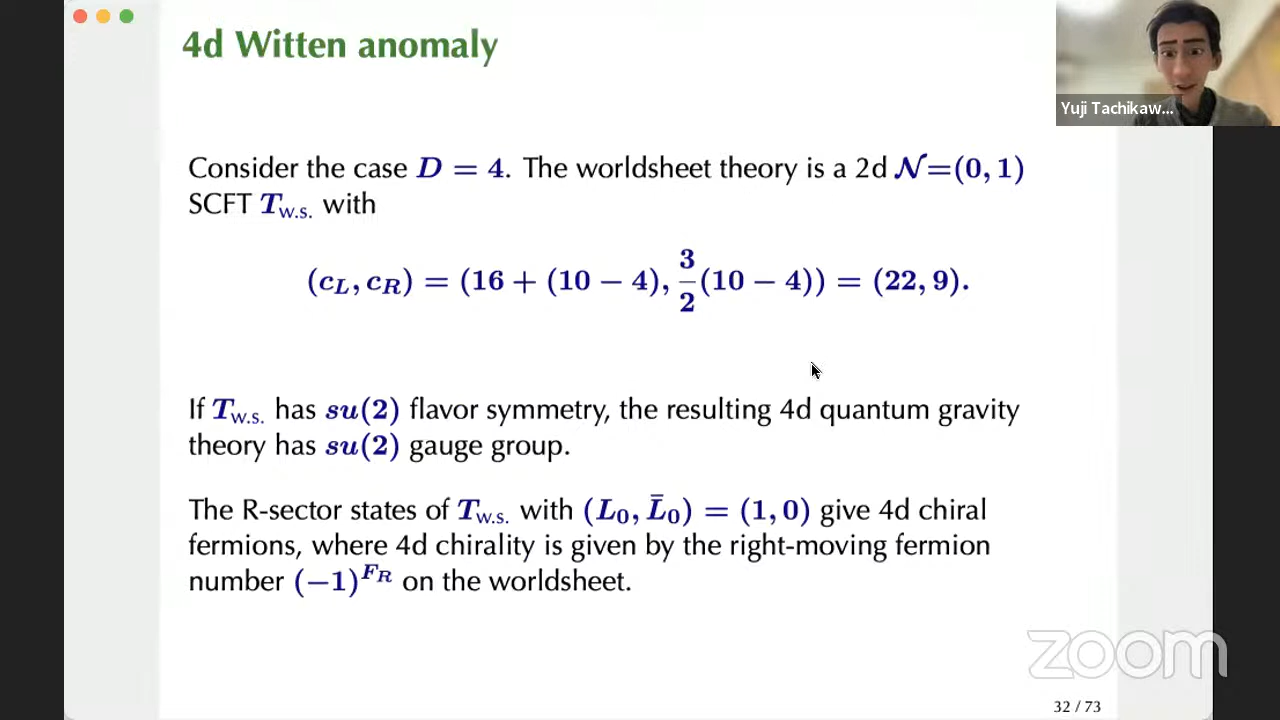 4d Witten anomaly
Yuji Tachikaw...
Consider the case D = 4. The worldsheet theory is a 2d 𝒩=(0, 1)
SCFT T_w.s. with
(c_L, c_R) = (16 + (10 − 4), 3/2 (10 − 4)) = (22, 9).
If T_w.s. has su(2) flavor symmetry, the resulting 4d quantum gravity
theory has su(2) gauge group.
The R-sector states of T_w.s. with (L_0, L̄_0) = (1, 0) give 4d chiral
fermions, where 4d chirality is given by the right-moving fermion
number (−1)^{F_R} on the worldsheet.
zoom
32 / 73